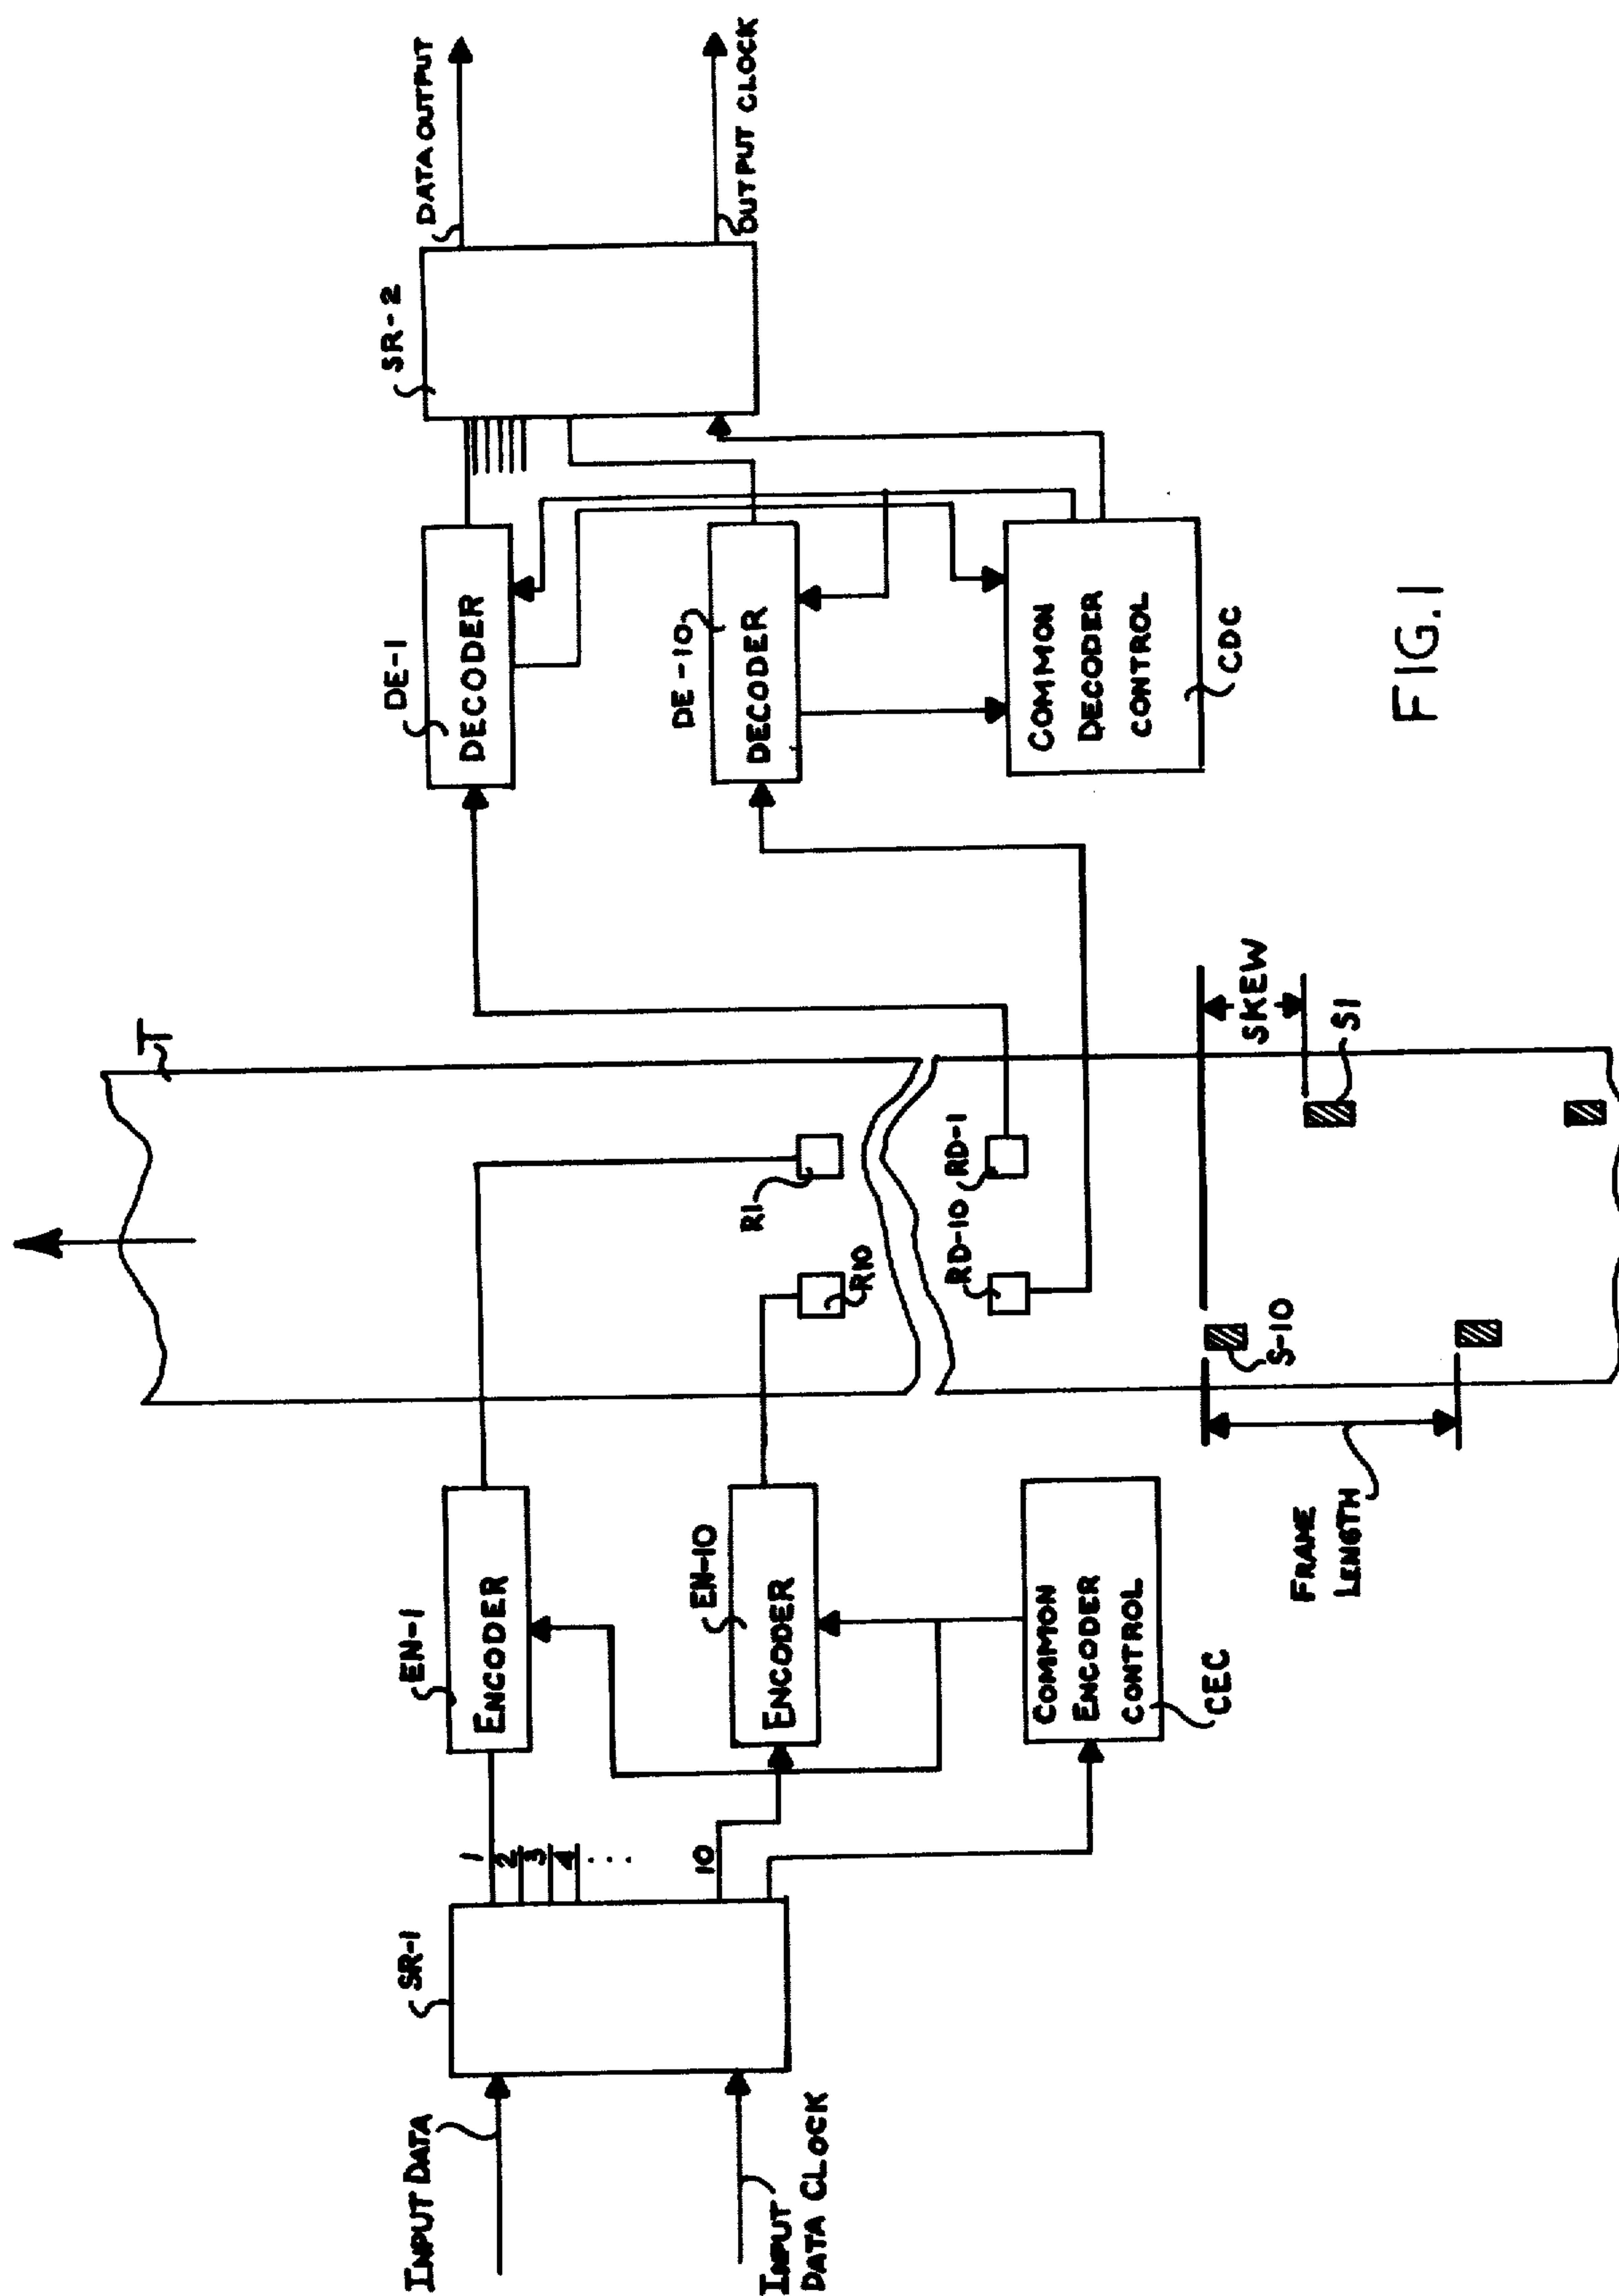 INPUT DATA
INPUT
DATA CLOCK
SR-1
1
2
3
4
....
10
EN-1
ENCODER
EN-10
ENCODER
COMMON
ENCODER
CONTROL
CEC
FRAME
LENGTH
T
R1
R10
RD-1
RD-10
S-10
SKEW
S1
DE-1
DECODER
DE-10
DECODER
COMMON
DECODER
CONTROL
CDC
SR-2
DATA OUTPUT
OUTPUT CLOCK
FIG.1